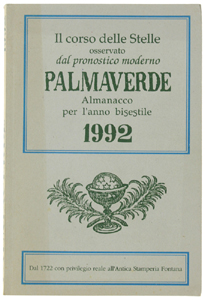 Il corso delle Stelle
osservato
dal pronostico moderno
PALMAVERDE
Almanacco
per l'anno bisestile
1992
Dal 1722 con privilegio reale all'Antica Stamperia Fontana